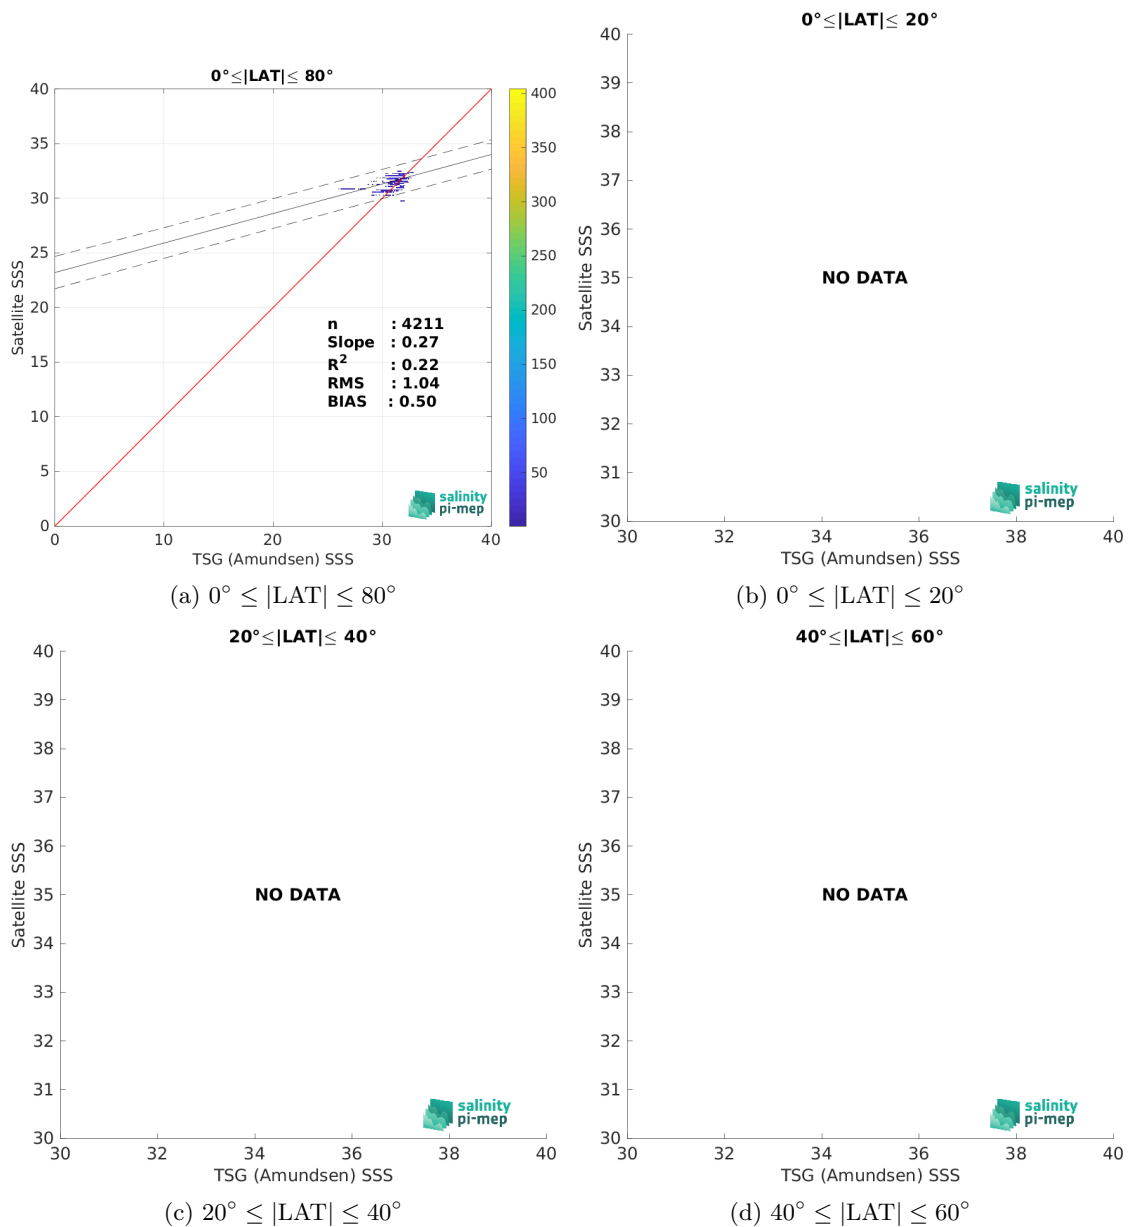 0°≤|LAT|≤ 80°
40
35
30
25
20
15
10
5
0
0 10 20 30 40
Satellite SSS
TSG (Amundsen) SSS
n : 4211
Slope : 0.27
R² : 0.22
RMS : 1.04
BIAS : 0.50
400
350
300
250
200
150
100
50
salinity
pi-mep
(a) 0° ≤ |LAT| ≤ 80°
0°≤|LAT|≤ 20°
40
39
38
37
36
35
34
33
32
31
30
30 32 34 36 38 40
Satellite SSS
TSG (Amundsen) SSS
NO DATA
salinity
pi-mep
(b) 0° ≤ |LAT| ≤ 20°
20°≤|LAT|≤ 40°
40
39
38
37
36
35
34
33
32
31
30
30 32 34 36 38 40
Satellite SSS
TSG (Amundsen) SSS
NO DATA
salinity
pi-mep
(c) 20° ≤ |LAT| ≤ 40°
40°≤|LAT|≤ 60°
40
39
38
37
36
35
34
33
32
31
30
30 32 34 36 38 40
Satellite SSS
TSG (Amundsen) SSS
NO DATA
salinity
pi-mep
(d) 40° ≤ |LAT| ≤ 60°